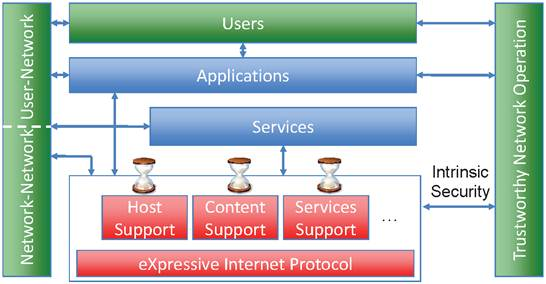 Users
Applications
Services
Network-Network User-Network
Trustworthy Network Operation
Intrinsic
Security
Host
Support
Content
Support
Services
Support
...
eXpressive Internet Protocol